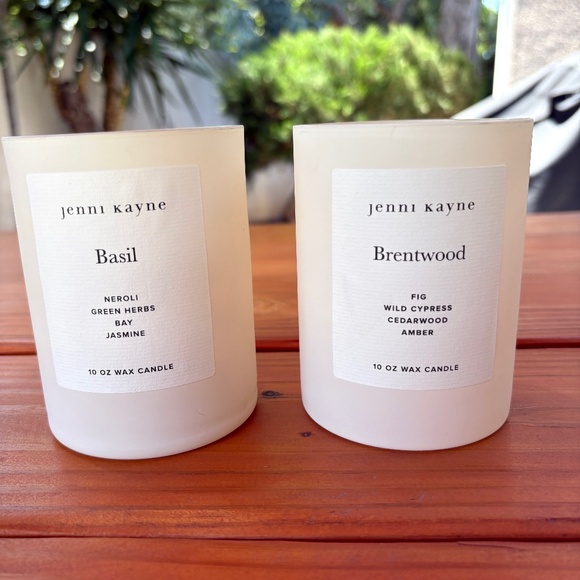 Jenni Kayne
Basil
NEROLI
GREEN HERBS
BAY
JASMINE
10 OZ WAX CANDLE
Jenni Kayne
Brentwood
FIG
WILD CYPRESS
CEDARWOOD
AMBER
10 OZ WAX CANDLE